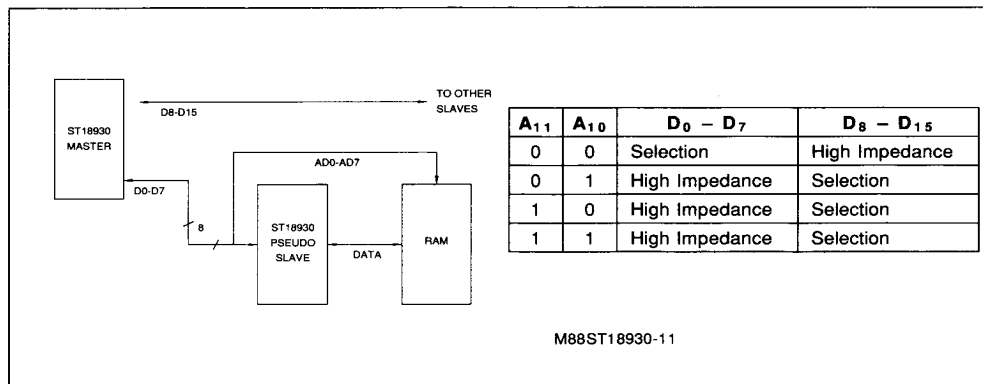 TO OTHER
SLAVES
D8-D15
ST18930
MASTER
D0-D7
8
AD0-AD7
ST18930
PSEUDO
SLAVE
DATA
RAM
A11 A10 D0 – D7 D8 – D15
0 0 Selection High Impedance
0 1 High Impedance Selection
1 0 High Impedance Selection
1 1 High Impedance Selection
M88ST18930-11